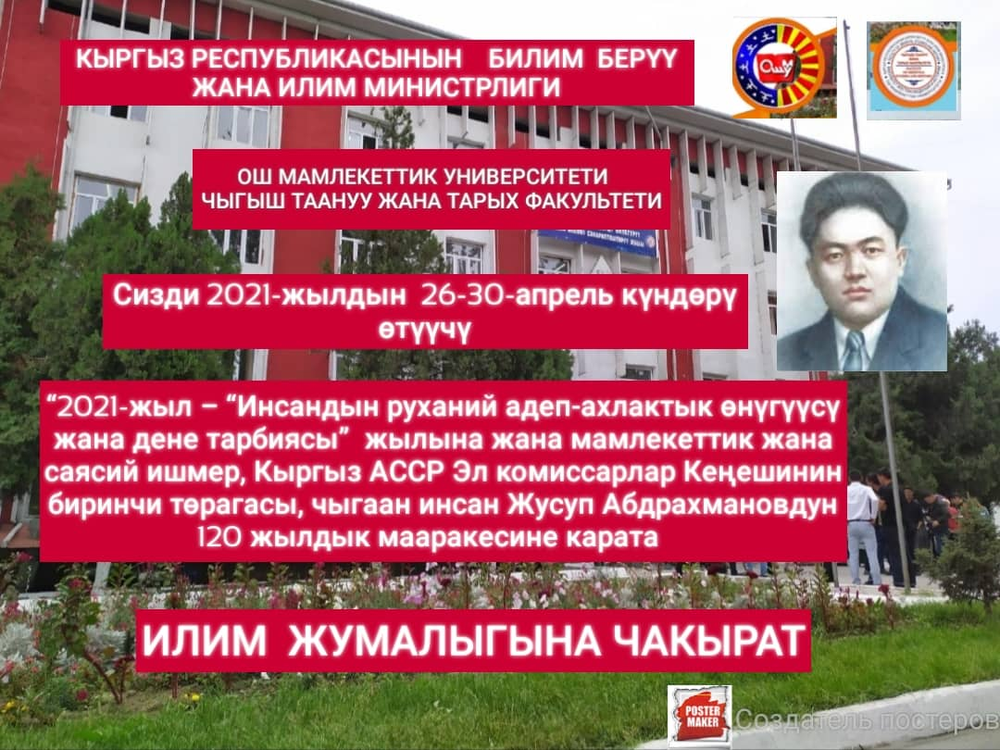 КЫРГЫЗ РЕСПУБЛИКАСЫНЫН БИЛИМ БЕРҮҮ
ЖАНА ИЛИМ МИНИСТРЛИГИ
ОШ МАМЛЕКЕТТИК УНИВЕРСИТЕТИ
ЧЫГЫШ ТААНУУ ЖАНА ТАРЫХ ФАКУЛЬТЕТИ
Сизди 2021-жылдын 26-30-апрель күндөрү
өтүүчү
“2021-жыл – “Инсандын руханий адеп-ахлактык өнүгүүсү
жана дене тарбиясы” жылына жана мамлекеттик жана
саясий ишмер, Кыргыз АССР Эл комиссарлар Кеңешинин
биринчи төрагасы, чыгаан инсан Жусуп Абдрахмановдун
120 жылдык мааракесине карата
ИЛИМ ЖУМАЛЫГЫНА ЧАКЫРАТ
POSTER
MAKER
Создатель постеров